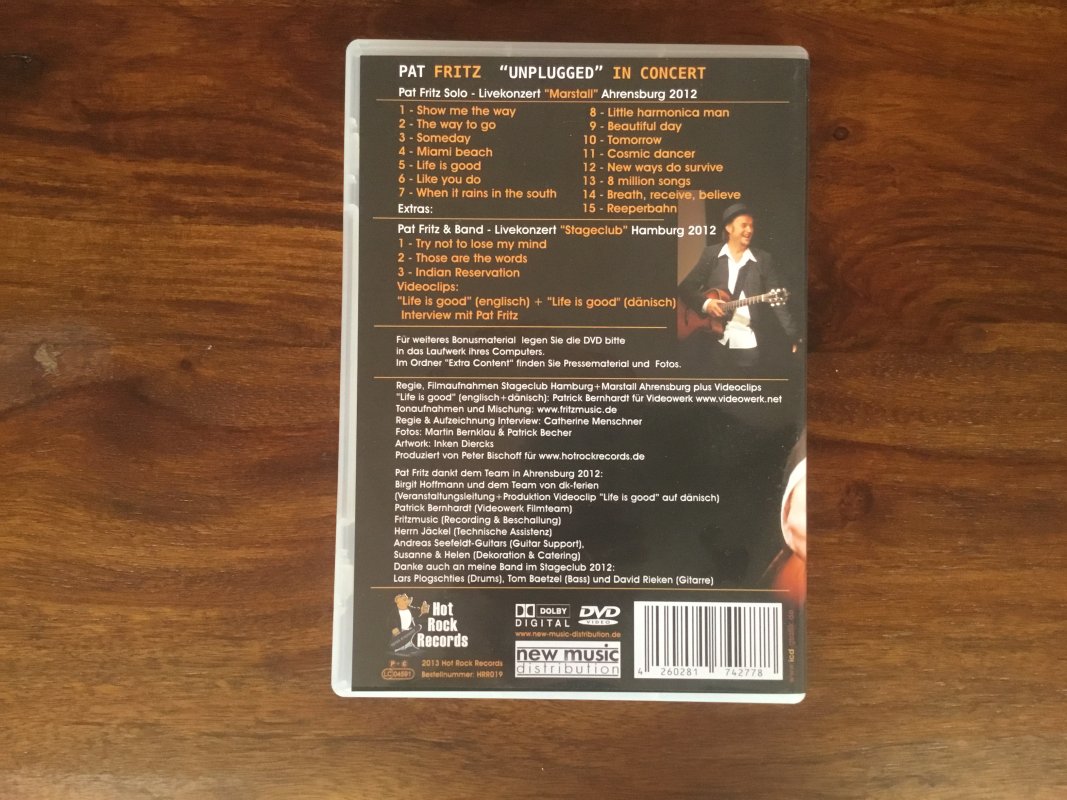 PAT FRITZ "UNPLUGGED" IN CONCERT
Pat Fritz Solo - Livekonzert "Marstall" Ahrensburg 2012
1 - Show me the way
2 - The way to go
3 - Someday
4 - Miami beach
5 - Life is good
6 - Like you do
7 - When it rains in the south
8 - Little harmonica man
9 - Beautiful day
10 - Tomorrow
11 - Cosmic dancer
12 - New ways do survive
13 - 8 million songs
14 - Breath, receive, believe
15 - Reeperbahn
Extras:
Pat Fritz & Band - Livekonzert "Stageclub" Hamburg 2012
1 - Try not to lose my mind
2 - Those are the words
3 - Indian Reservation
Videoclips:
"Life is good" (englisch) + "Life is good" (dänisch)
Interview mit Pat Fritz
Für weiteres Bonusmaterial legen Sie die DVD bitte
in das Laufwerk ihres Computers.
Im Ordner "Extra Content" finden Sie Pressematerial und Fotos.
Regie, Filmaufnahmen Stageclub Hamburg+Marstall Ahrensburg plus Videoclips
"Life is good" (englisch+dänisch): Patrick Bernhardt für Videowerk www.videowerk.net
Tonaufnahmen und Mischung: www.fritzmusic.de
Regie & Aufzeichnung Interview: Catherine Menschner
Fotos: Martin Bernklau & Patrick Becher
Artwork: Inken Diercks
Produziert von Peter Bischoff für www.hotrockrecords.de
Pat Fritz dankt dem Team in Ahrensburg 2012:
Birgit Hoffmann und dem Team von dk-ferien
(Veranstaltungsleitung+Produktion Videoclip "Life is good" auf dänisch)
Patrick Bernhardt (Videowerk Filmteam)
Fritzmusic (Recording & Beschallung)
Herrn Jäckel (Technische Assistenz)
Andreas Seefeldt-Guitars (Guitar Support),
Susanne & Helen (Dekoration & Catering)
Danke auch an meine Band im Stageclub 2012:
Lars Plogschties (Drums), Tom Baetzel (Bass) und David Rieken (Gitarre)
Hot
Rock
Records
P - C
LC 04591
2013 Hot Rock Records
Bestellnummer: HRR019
DOLBY
DIGITAL
DVD
VIDEO
www.new-music-distribution.de
new music
distribution
4 260281 742778